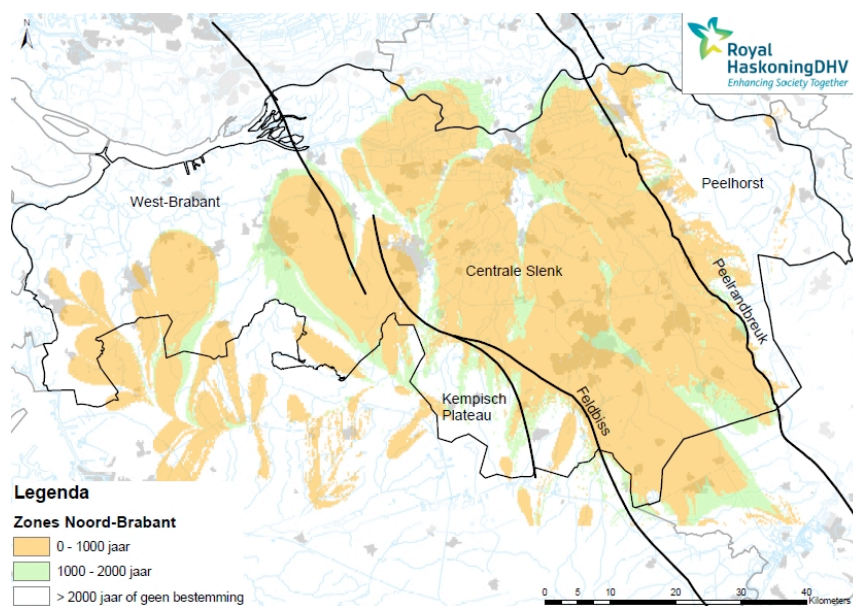 N
Royal
HaskoningDHV
Enhancing Society Together
Peelhorst
West-Brabant
Centrale Slenk
Peelrandbreuk
Kempisch
Plateau
Feldbiss
Legenda
Zones Noord-Brabant
0 - 1000 jaar
1000 - 2000 jaar
> 2000 jaar of geen bestemming
0 5 10 20 30 40
Kilometers